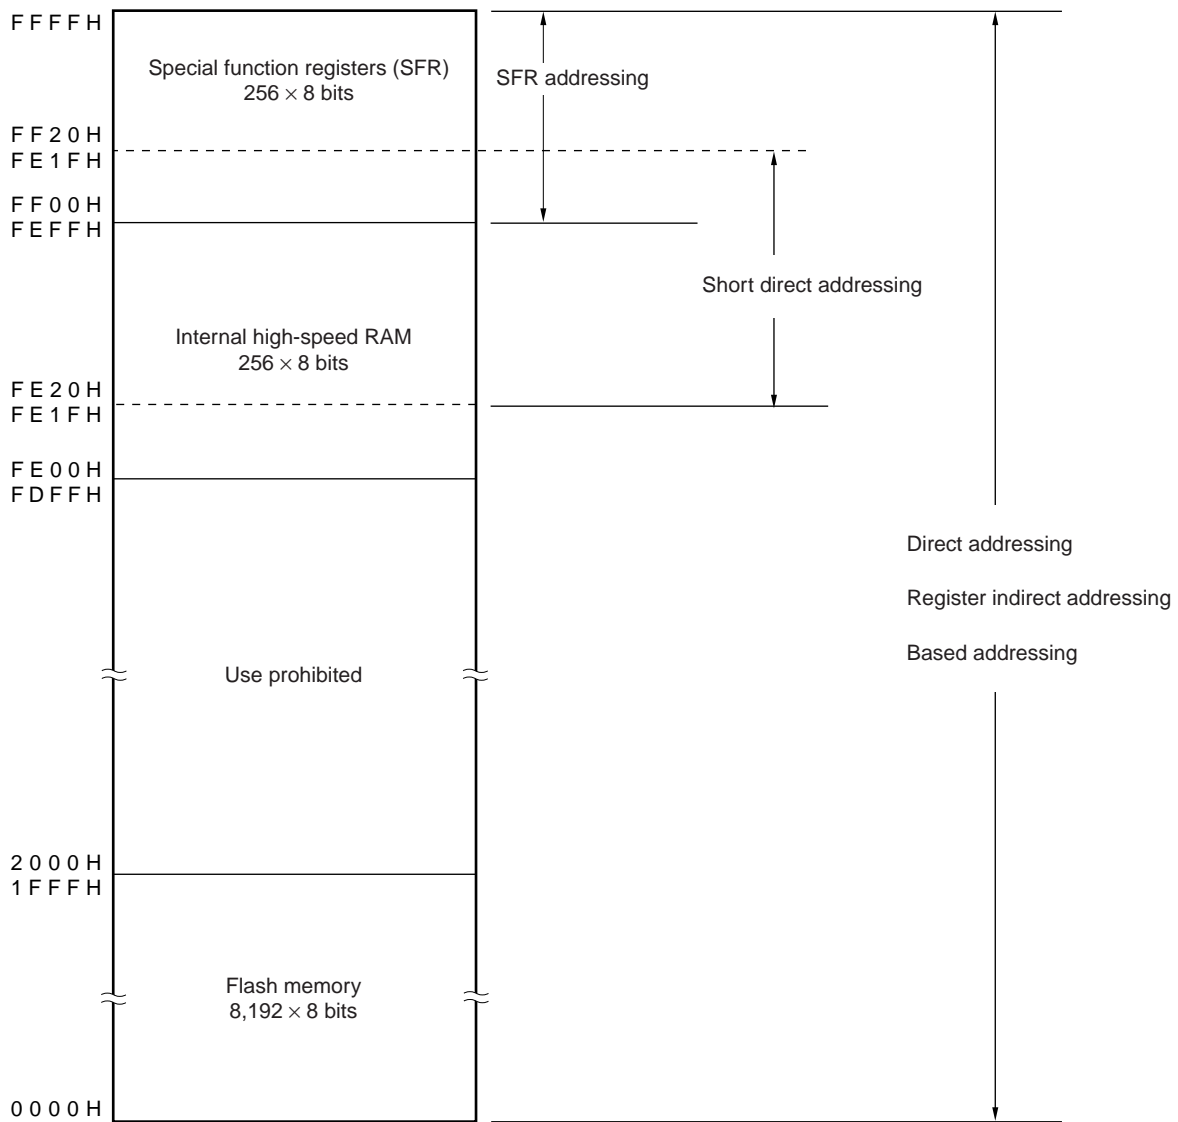 FFFFH
Special function registers (SFR)
256 × 8 bits
SFR addressing
FF20H
FE1FH
FF00H
FEFFH
Short direct addressing
Internal high-speed RAM
256 × 8 bits
FE20H
FE1FH
FE00H
FDFFH
Direct addressing
Register indirect addressing
Based addressing
Use prohibited
2000H
1FFFH
Flash memory
8,192 × 8 bits
0000H